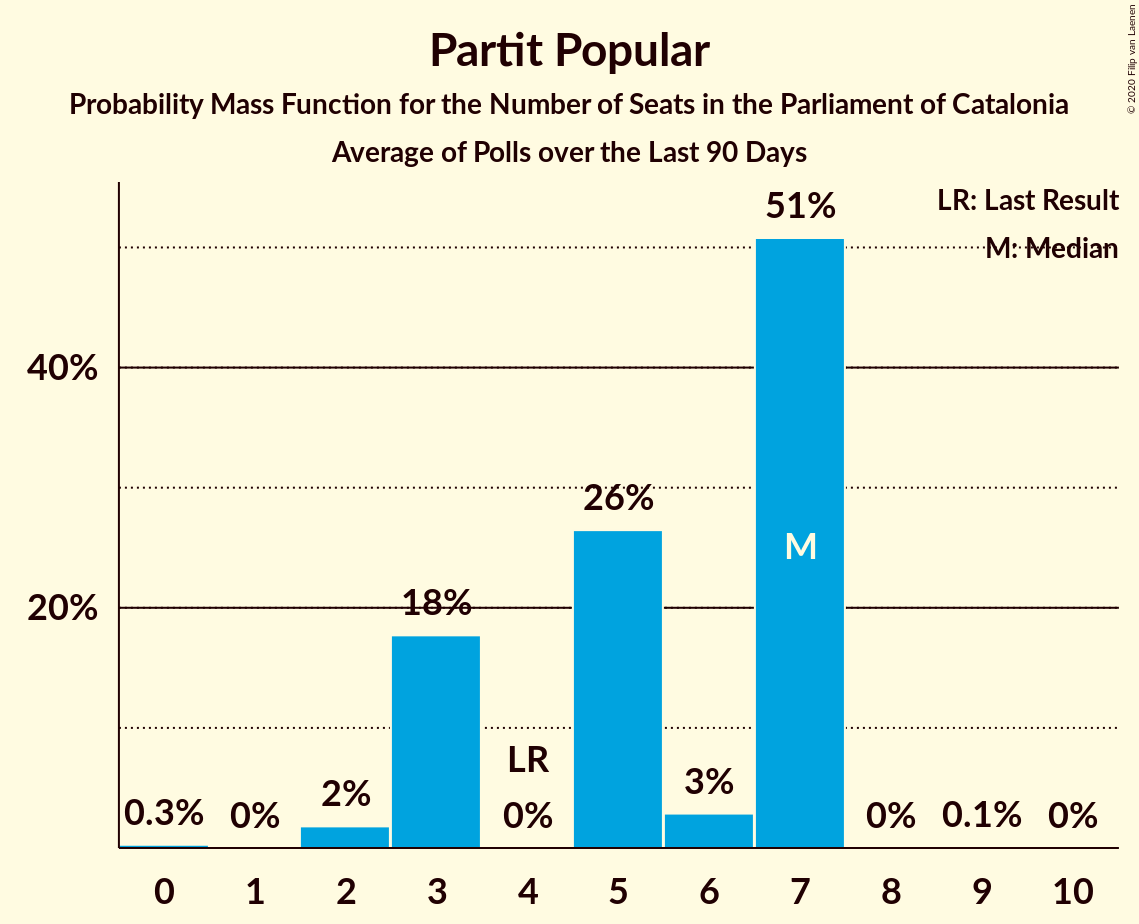 Partit Popular
Probability Mass Function for the Number of Seats in the Parliament of Catalonia
Average of Polls over the Last 90 Days
© 2020 Filip van Laenen
LR: Last Result
M: Median
51%
40%
26%
M
20%
18%
LR
0.3% 0% 2% 0% 3% 0% 0.1% 0%
0 1 2 3 4 5 6 7 8 9 10